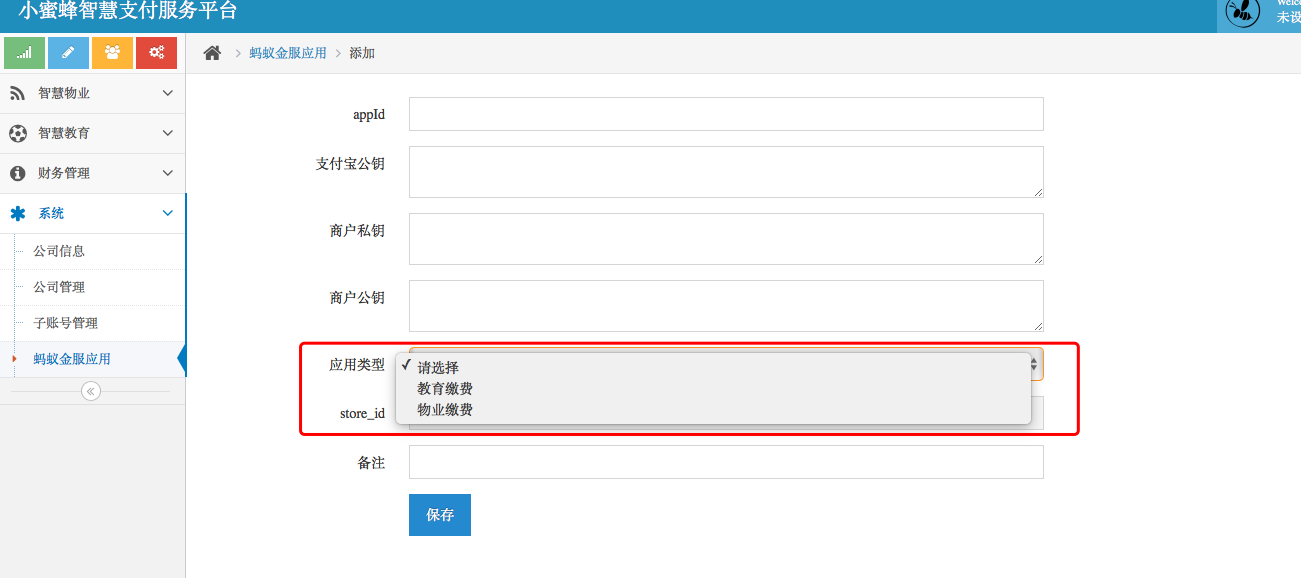 小蜜蜂智慧支付服务平台
未设
蚂蚁金服应用
添加
智慧物业
智慧教育
财务管理
系统
公司信息
公司管理
子账号管理
蚂蚁金服应用
appId
支付宝公钥
商户私钥
商户公钥
应用类型
请选择
教育缴费
物业缴费
store_id
备注
保存